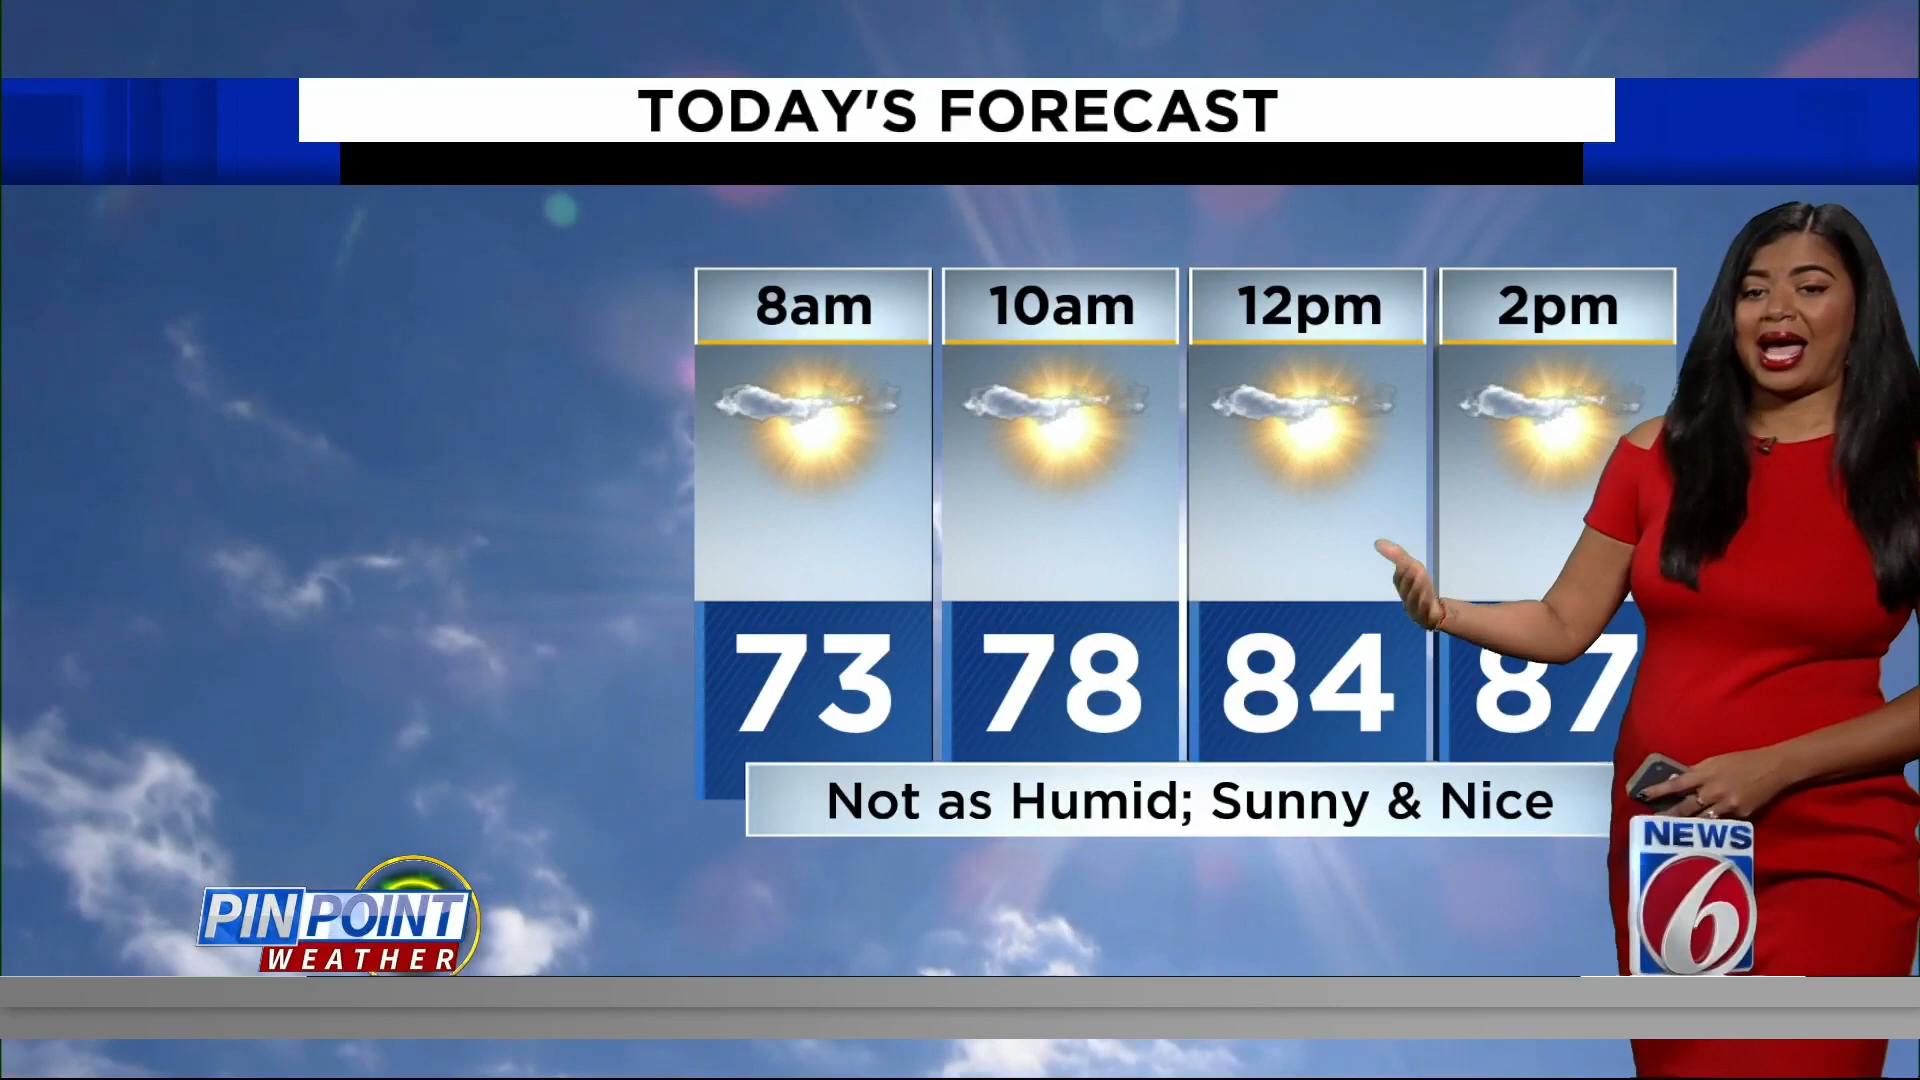 TODAY'S FORECAST
8am 10am 12pm 2pm
73 78 84 87
Not as Humid; Sunny & Nice
PINPOINT
WEATHER
NEWS
6